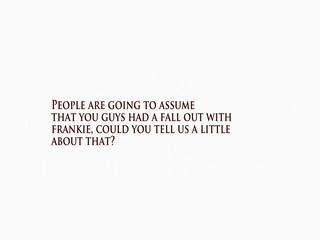 People are going to assume
that you guys had a fall out with
frankie, could you tell us a little
about that?